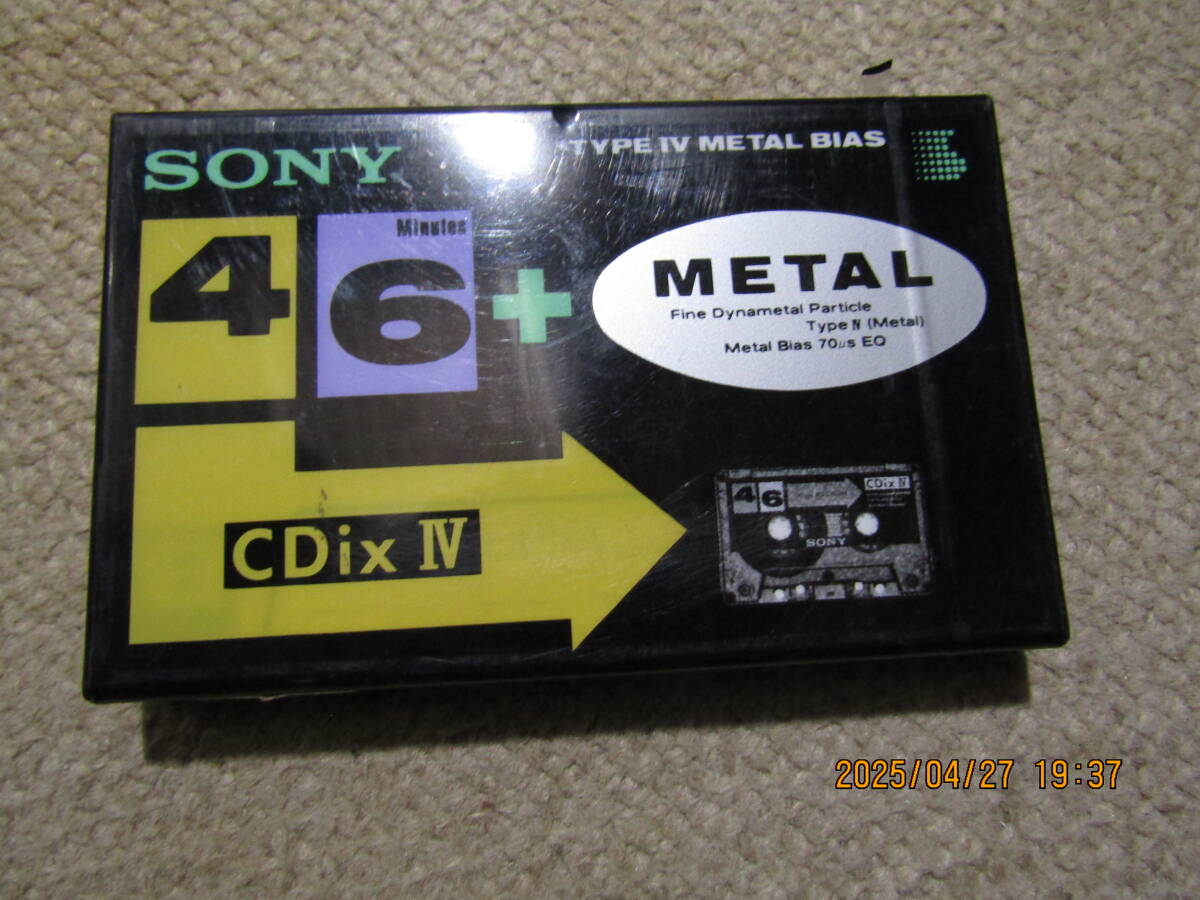 SONY
TYPE IV METAL BIAS
46+
Minutes
METAL
Fine Dynametal Particle
Type Ⅳ (Metal)
Metal Bias 70μs EQ
CDix Ⅳ
46
CDix Ⅳ
SONY
2025/04/27 19:37